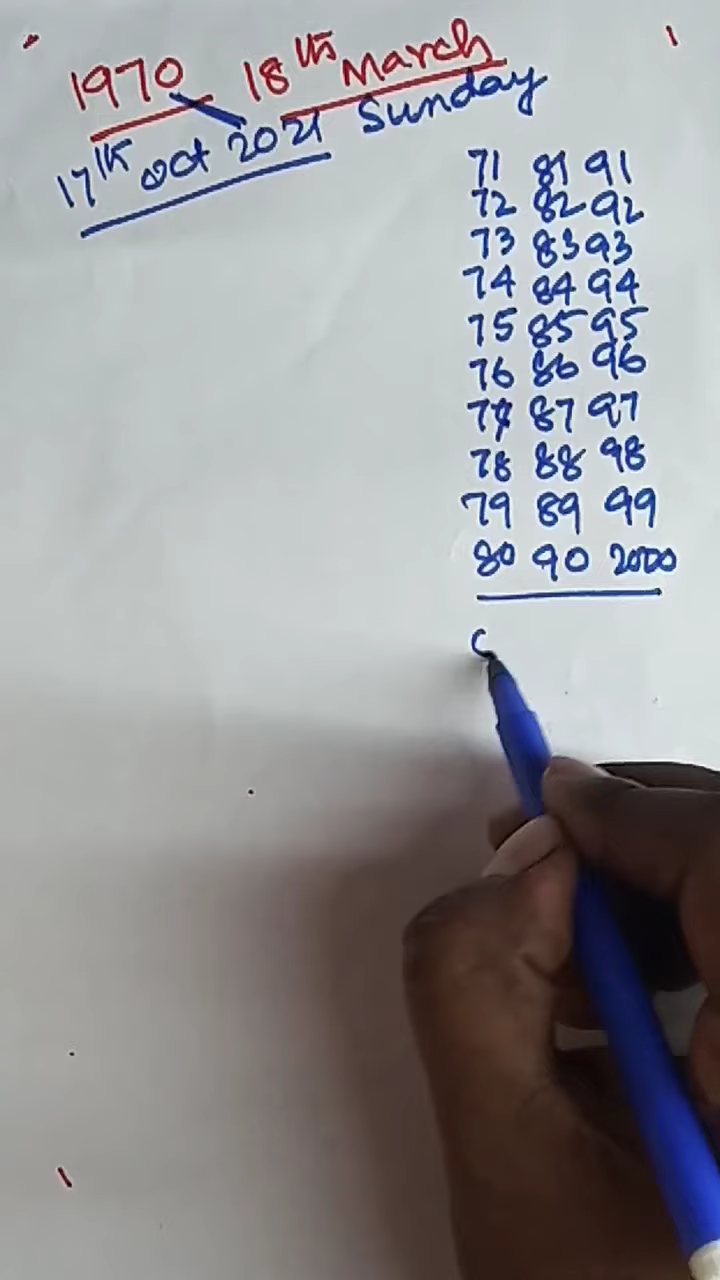 1970 18th March
17th oct 2021 Sunday
71 81 91
72 82 92
73 83 93
74 84 94
75 85 95
76 86 96
77 87 97
78 88 98
79 89 99
80 90 2000